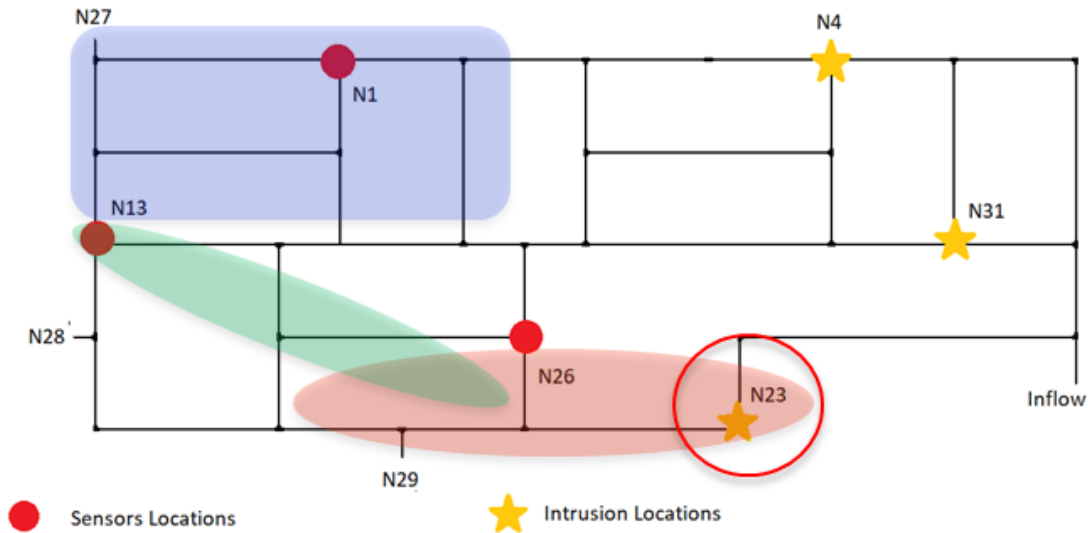 N27
N4
N1
N13
N31
N28
N26
N23
Inflow
N29
Sensors Locations
Intrusion Locations